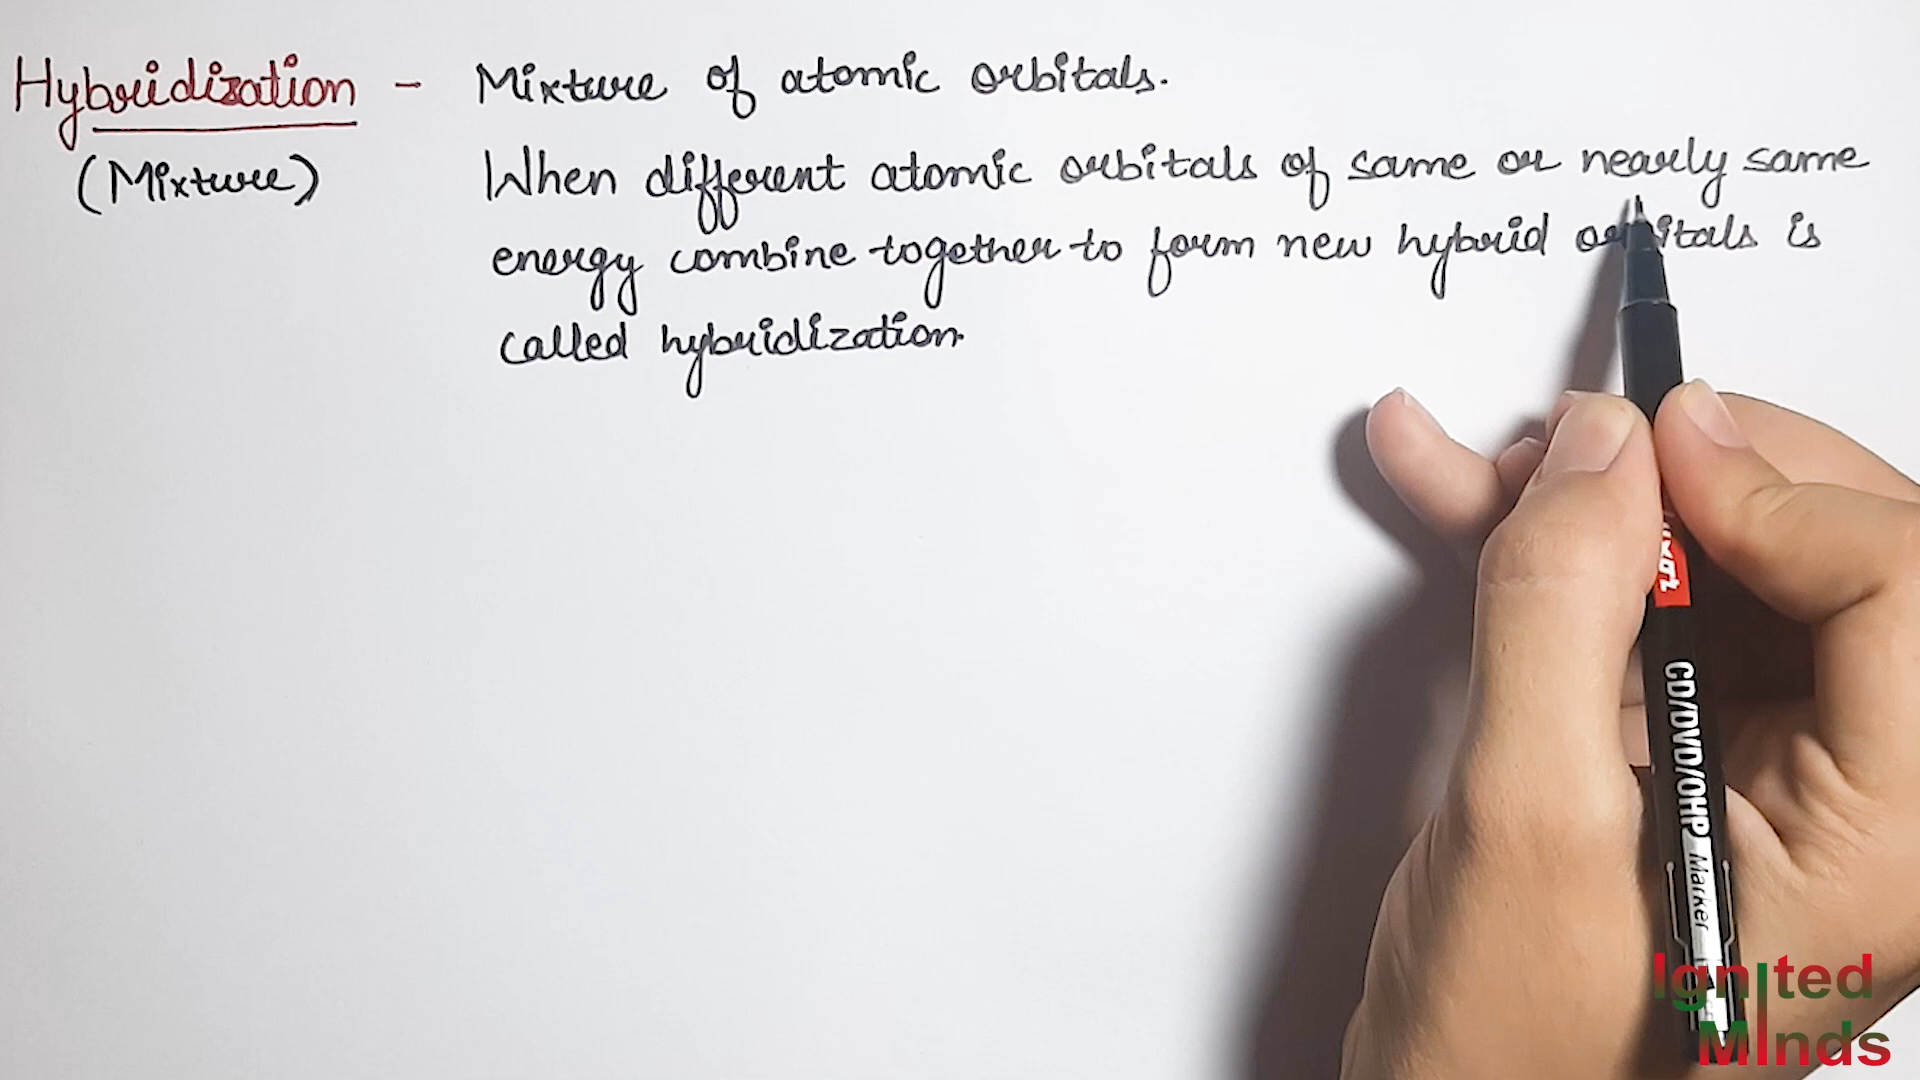 Hybridization - Mixture of atomic orbitals.
(Mixture) When different atomic orbitals of same or nearly same
energy combine together to form new hybrid orbitals is
called hybridization.
CD/DVD/OHP Marker
Ignited
Minds